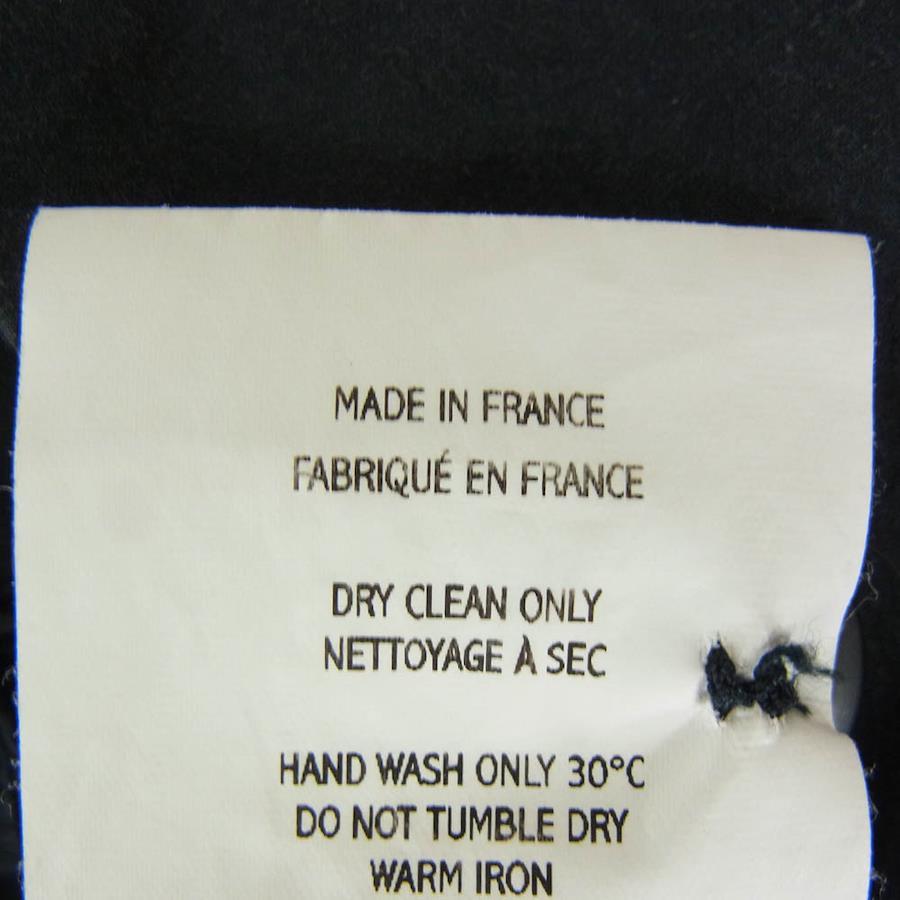 MADE IN FRANCE
FABRIQUÉ EN FRANCE
DRY CLEAN ONLY
NETTOYAGE À SEC
HAND WASH ONLY 30°C
DO NOT TUMBLE DRY
WARM IRON